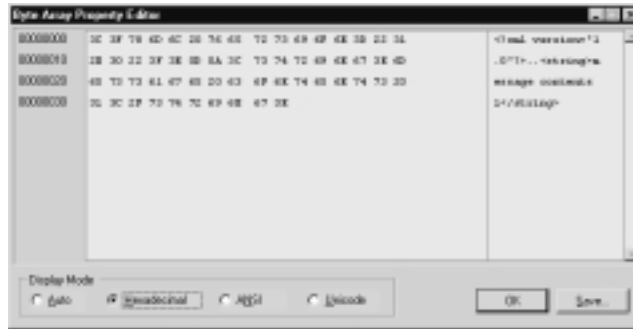 Byte Array Property Editor
00000000 3C 3F 78 6D 6C 20 76 65 72 73 69 6F 6E 3D 22 31 <?xml version="1
00000010 2E 30 22 3F 3E 0D 0A 3C 73 74 72 69 6E 67 3E 6D .0"?>..<string>m
00000020 65 73 73 61 67 65 20 63 6F 6E 74 65 6E 74 73 20 essage contents
00000030 31 3C 2F 73 74 72 69 6E 67 3E 1</string>
Display Mode
Auto Hexadecimal ANSI Unicode OK Save...